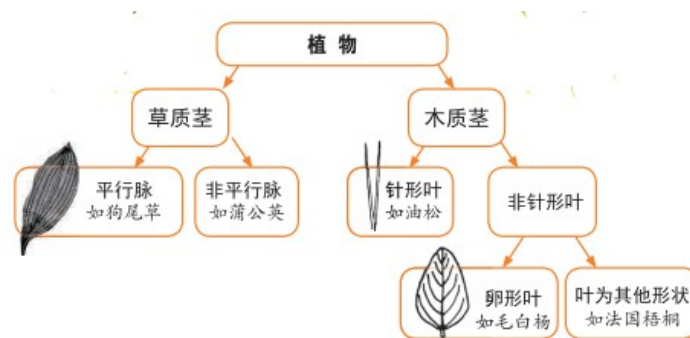 植物
草质茎
木质茎
平行脉
如狗尾草
非平行脉
如蒲公英
针形叶
如油松
非针形叶
卵形叶
如毛白杨
叶为其他形状
如法国梧桐